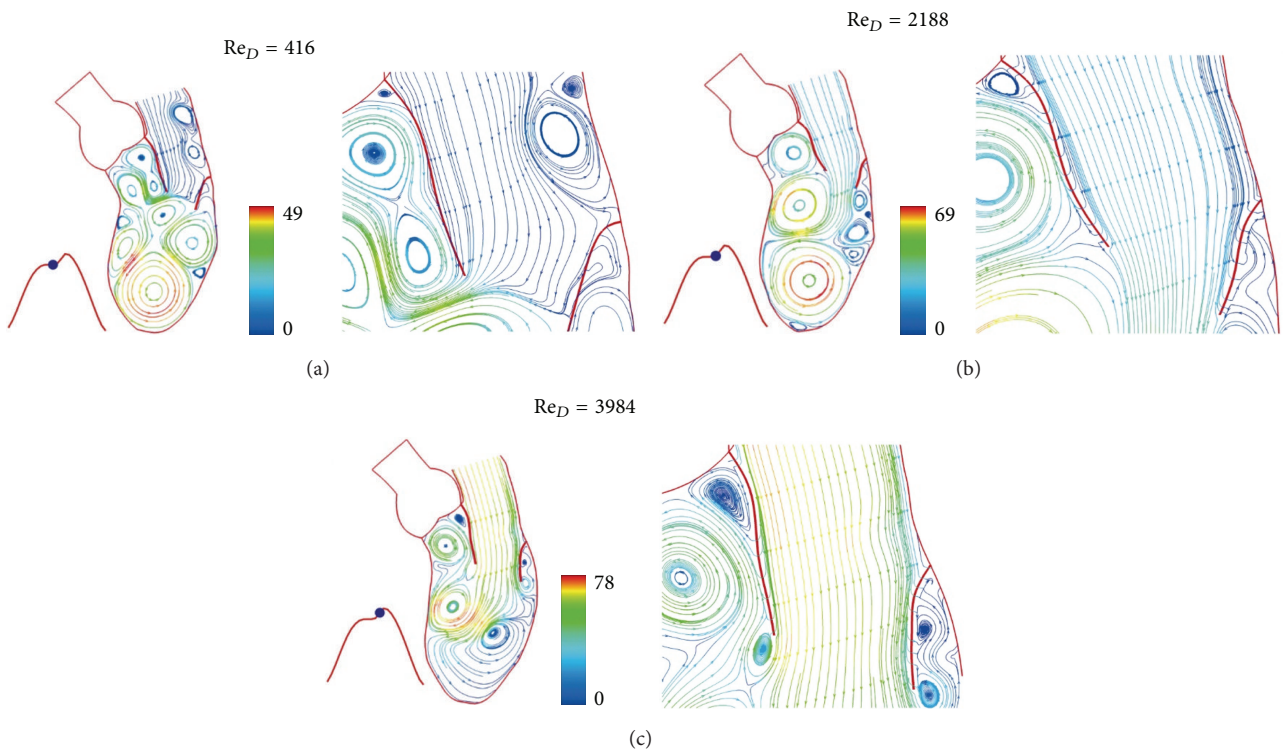 Re_D = 416
49
0
(a)
Re_D = 2188
69
0
(b)
Re_D = 3984
78
0
(c)